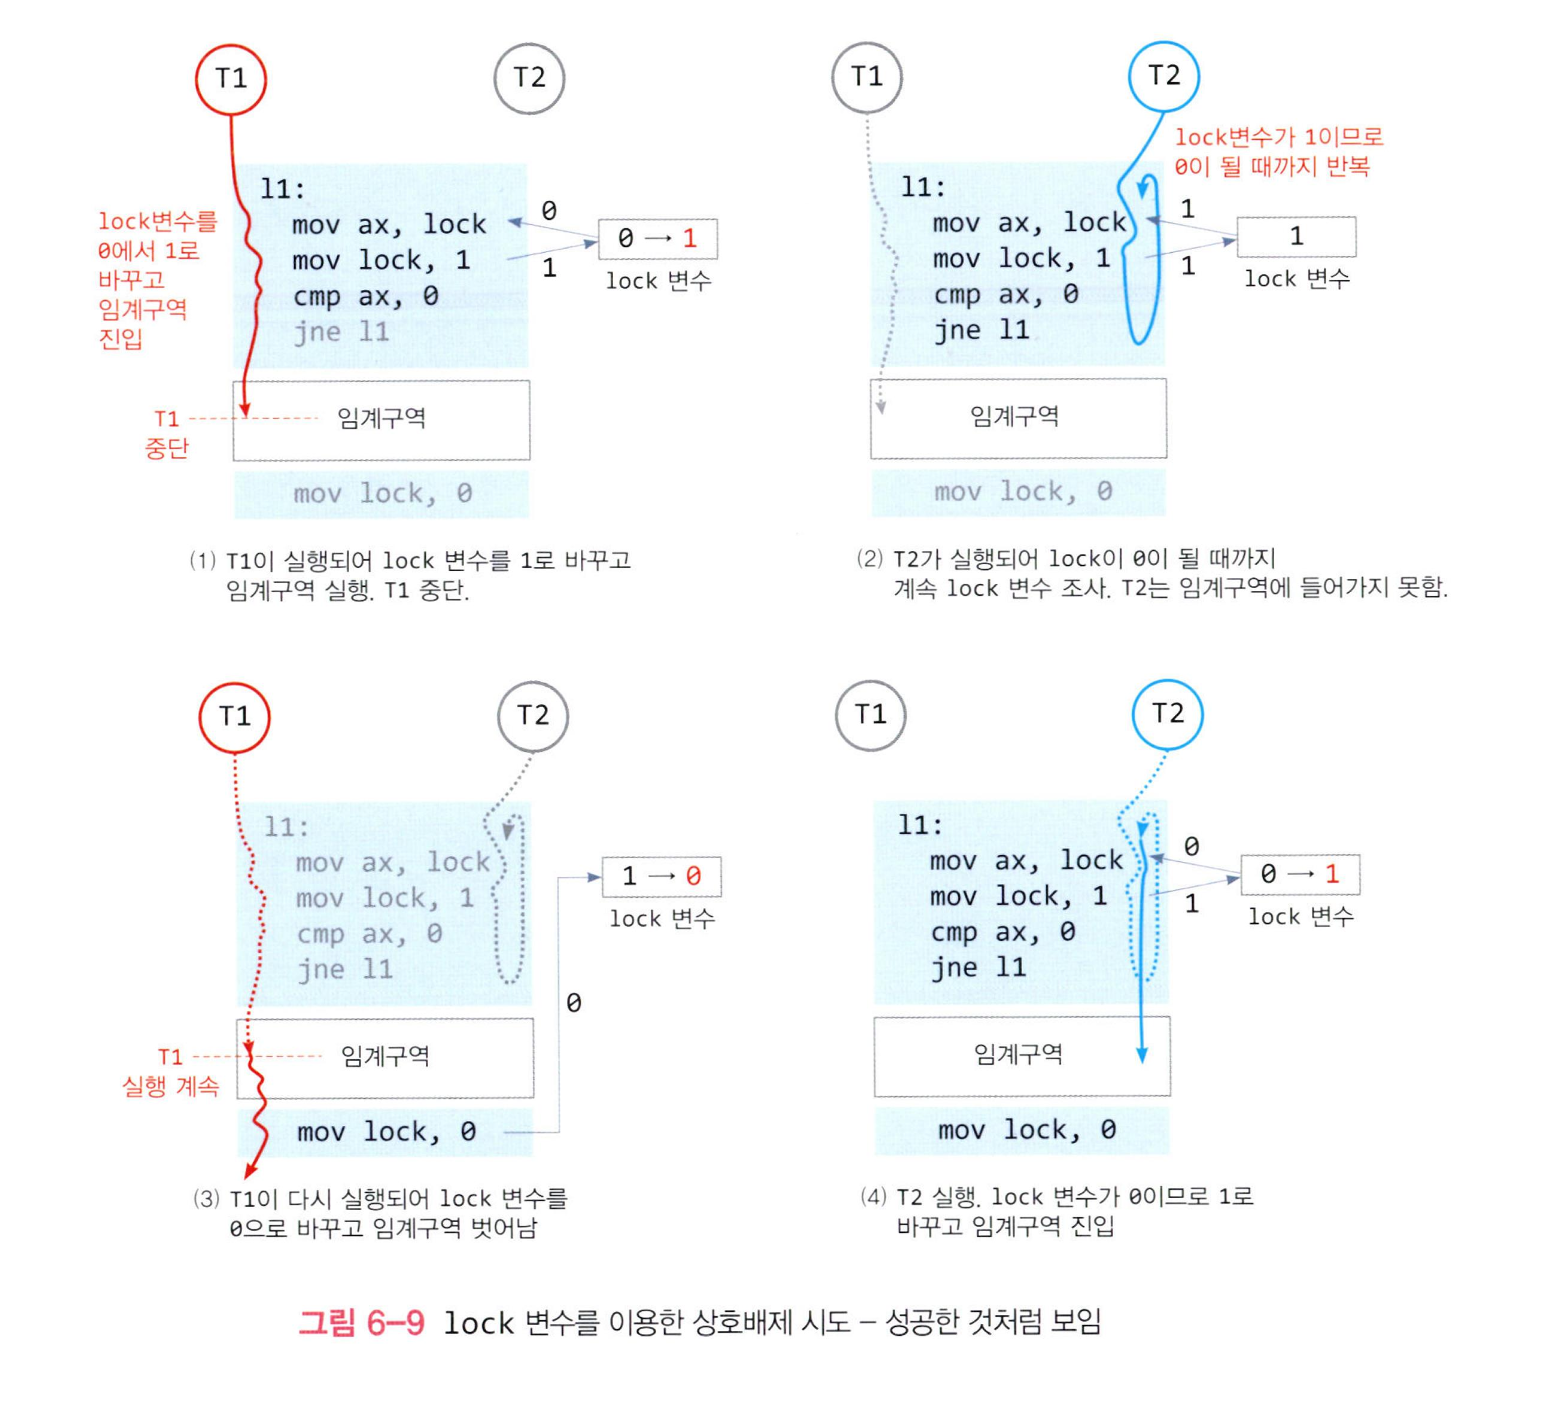 T1
T2
lock변수를
0에서 1로
바꾸고
임계구역
진입
l1:
mov ax, lock
mov lock, 1
cmp ax, 0
jne l1
0
1
0 → 1
lock 변수
T1
중단
임계구역
mov lock, 0
(1) T1이 실행되어 lock 변수를 1로 바꾸고
임계구역 실행. T1 중단.
T1
T2
lock변수가 1이므로
0이 될 때까지 반복
l1:
mov ax, lock
mov lock, 1
cmp ax, 0
jne l1
1
1
1
lock 변수
임계구역
mov lock, 0
(2) T2가 실행되어 lock이 0이 될 때까지
계속 lock 변수 조사. T2는 임계구역에 들어가지 못함.
T1
T2
l1:
mov ax, lock
mov lock, 1
cmp ax, 0
jne l1
1 → 0
lock 변수
0
T1
실행 계속
임계구역
mov lock, 0
(3) T1이 다시 실행되어 lock 변수를
0으로 바꾸고 임계구역 벗어남
T1
T2
l1:
mov ax, lock
mov lock, 1
cmp ax, 0
jne l1
0
1
0 → 1
lock 변수
임계구역
mov lock, 0
(4) T2 실행. lock 변수가 0이므로 1로
바꾸고 임계구역 진입
그림 6-9 lock 변수를 이용한 상호배제 시도 – 성공한 것처럼 보임